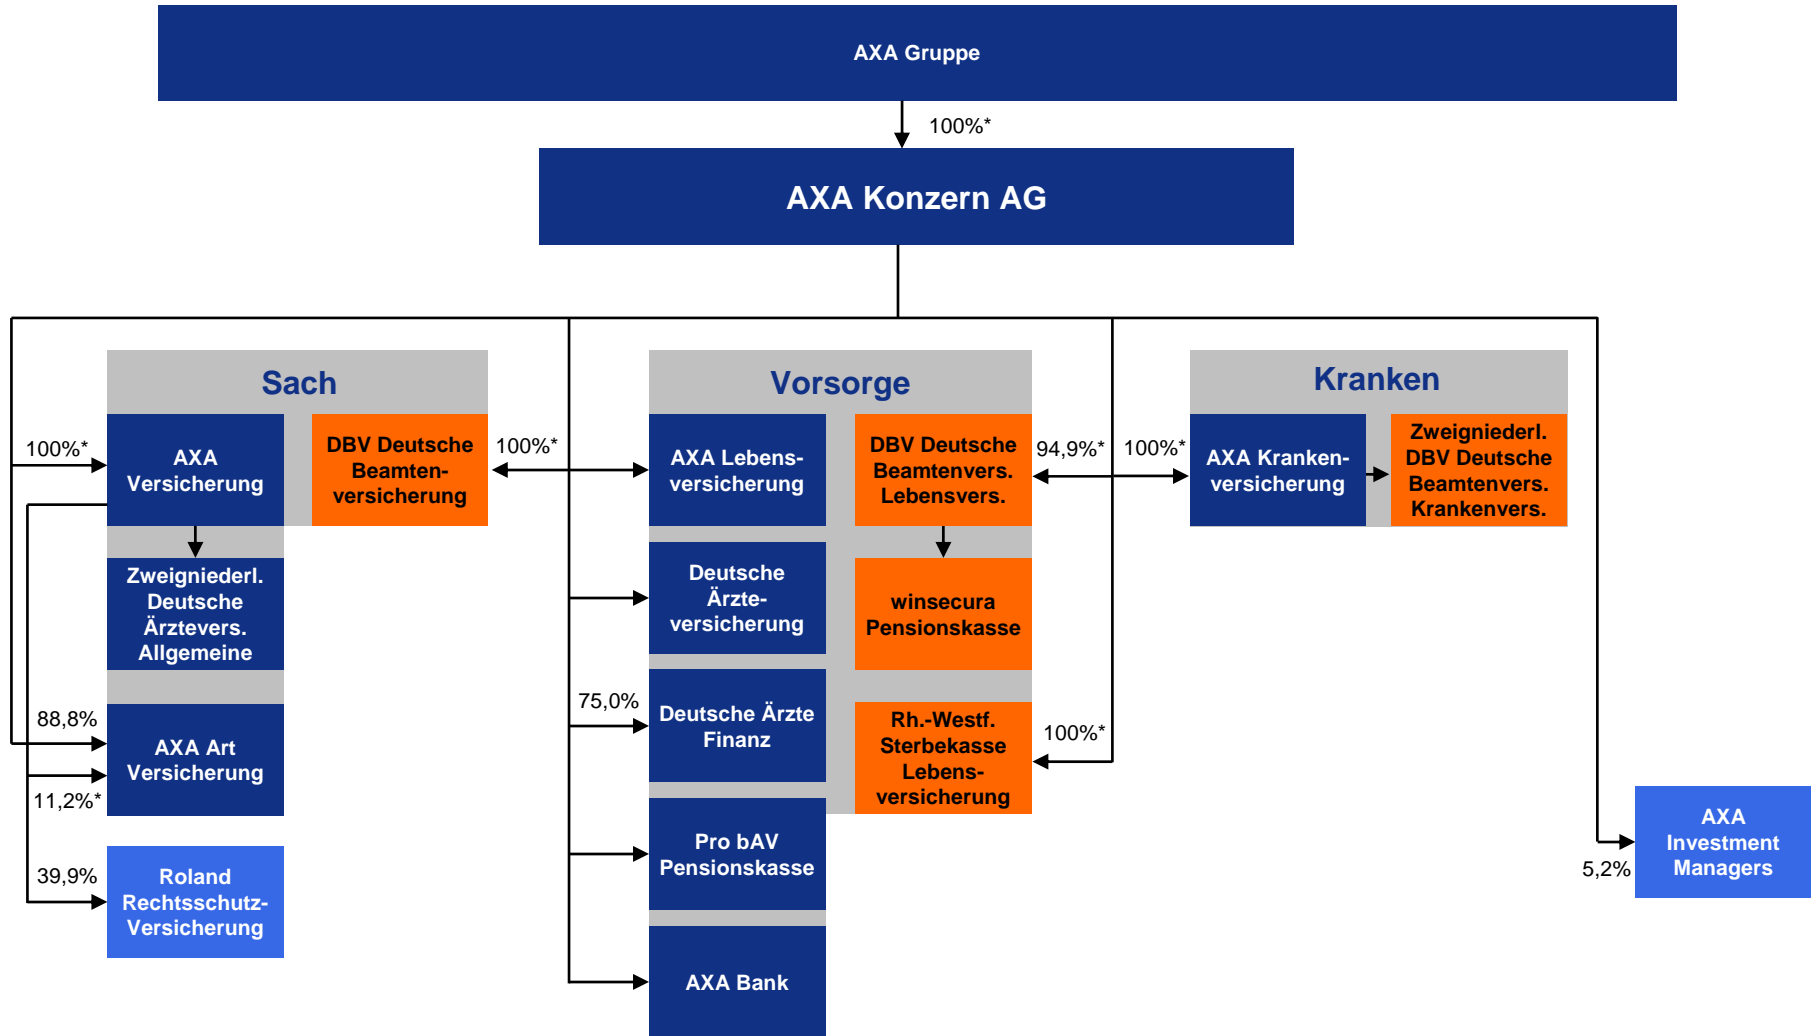 AXA Gruppe
100%*
AXA Konzern AG
Sach
100%*
AXA
Versicherung
DBV Deutsche
Beamten-
versicherung
100%*
Zweigniederl.
Deutsche
Ärztevers.
Allgemeine
88,8%
AXA Art
Versicherung
11,2%*
39,9%
Roland
Rechtsschutz-
Versicherung
Vorsorge
AXA Lebens-
versicherung
DBV Deutsche
Beamtenvers.
Lebensvers.
94,9%*
Deutsche
Ärzte-
versicherung
winsecura
Pensionskasse
75,0%
Deutsche Ärzte
Finanz
Rh.-Westf.
Sterbekasse
Lebens-
versicherung
100%*
Pro bAV
Pensionskasse
AXA Bank
Kranken
100%*
AXA Kranken-
versicherung
Zweigniederl.
DBV Deutsche
Beamtenvers.
Krankenvers.
5,2%
AXA
Investment
Managers